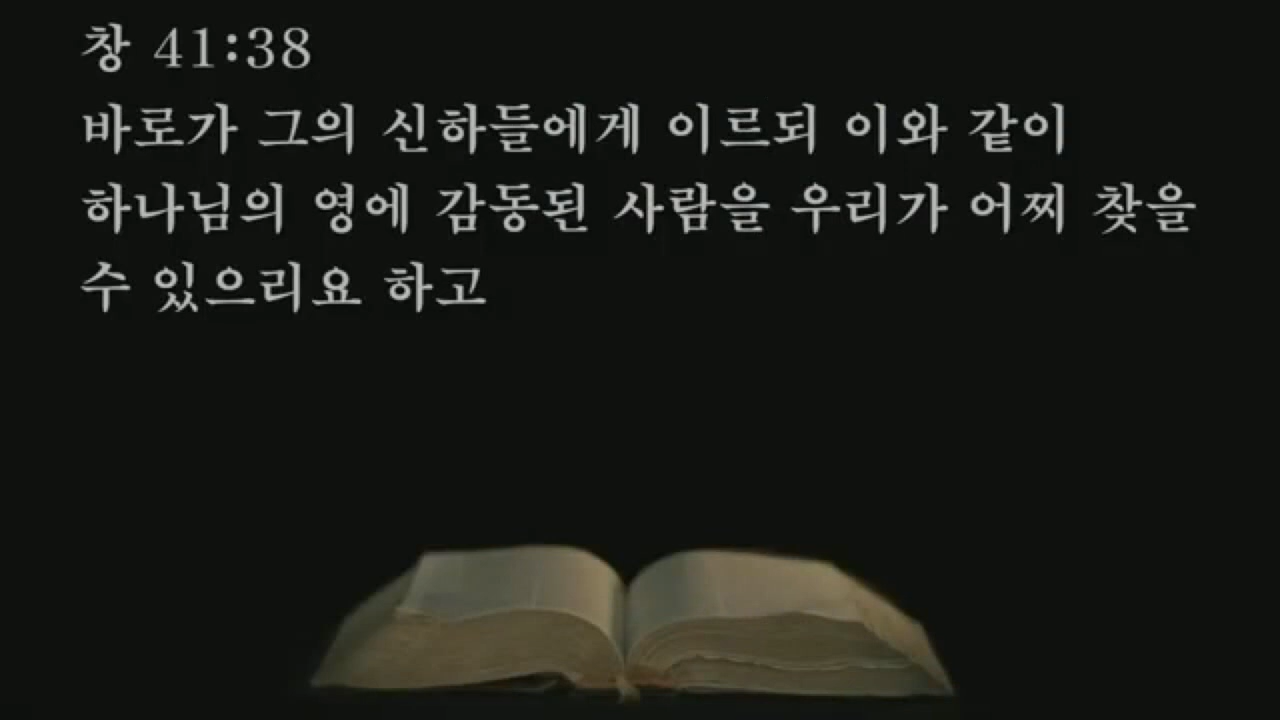 창 41:38
바로가 그의 신하들에게 이르되 이와 같이
하나님의 영에 감동된 사람을 우리가 어찌 찾을
수 있으리요 하고